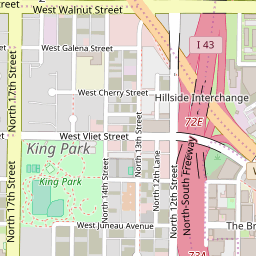 West Walnut Street
West Galena Street
I 43
North 17th Street
West Cherry Street
Hillside Interchange
72E
West Vliet Street
King Park
North 13th Street
North 12th Lane
King Park
North 14th Street
North 12th Street
North-South Freeway
North 17th Street
West Juneau Avenue
The Br
73A